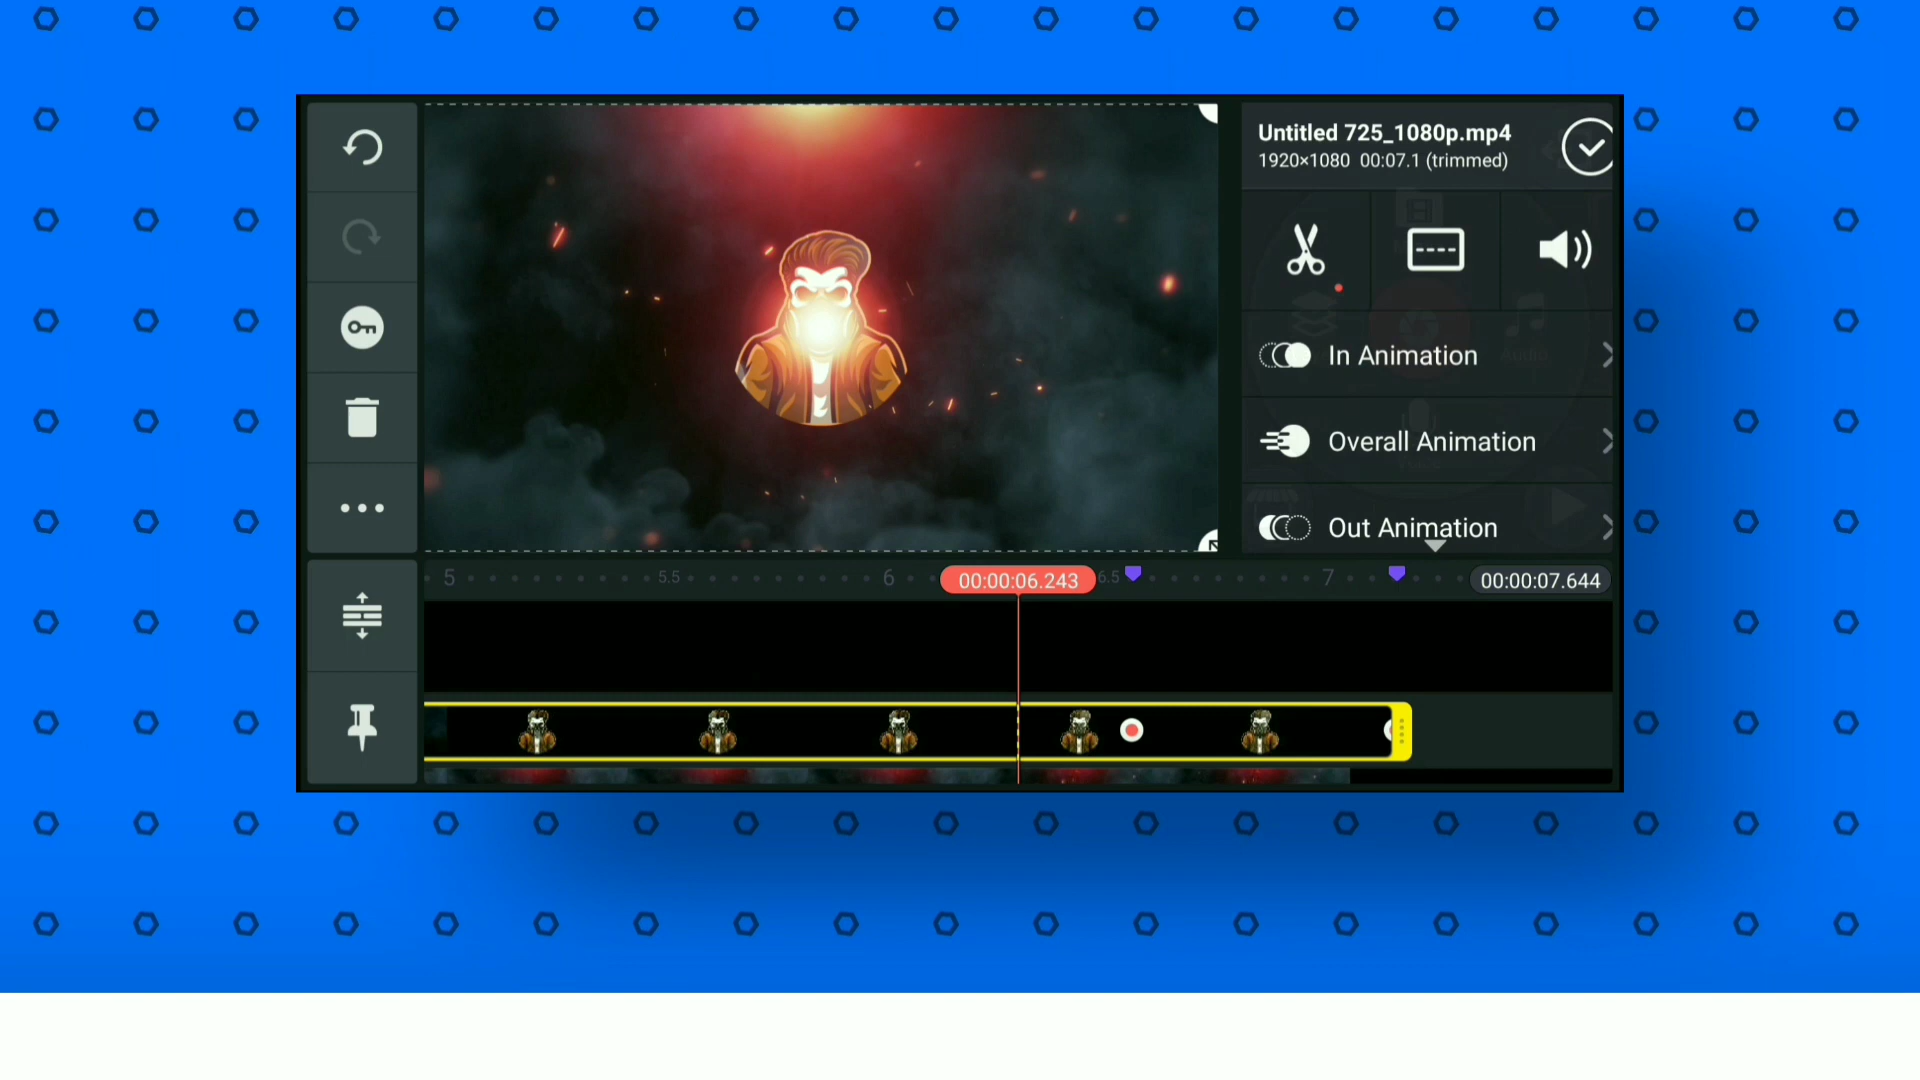 Untitled 725_1080p.mp4
1920×1080 00:07.1 (trimmed)
In Animation
Overall Animation
Out Animation
5 5.5 6 00:00:06.243 6.5 7 00:00:07.644